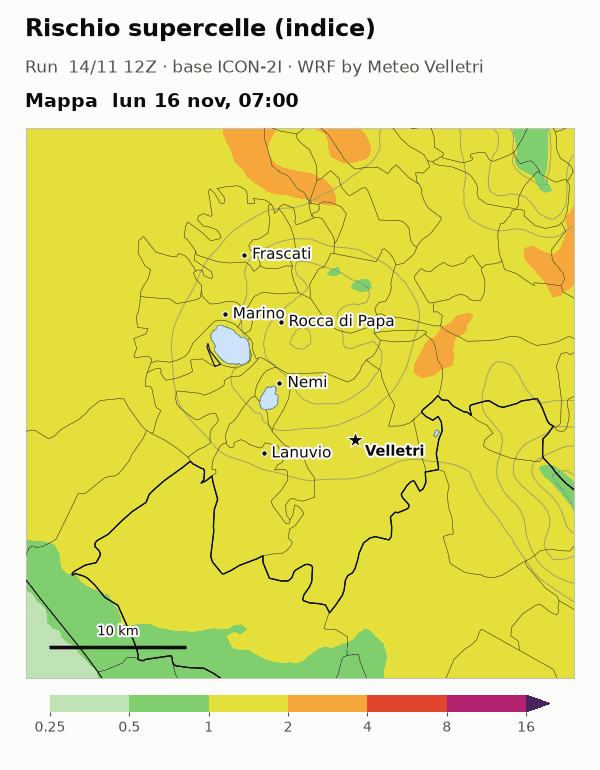 Rischio supercelle (indice)
Run  14/11 12Z · base ICON-2I · WRF by Meteo Velletri
Mappa  lun 16 nov, 07:00
Frascati
Marino
Rocca di Papa
Nemi
Velletri
Lanuvio
10 km
0.25 0.5 1 2 4 8 16